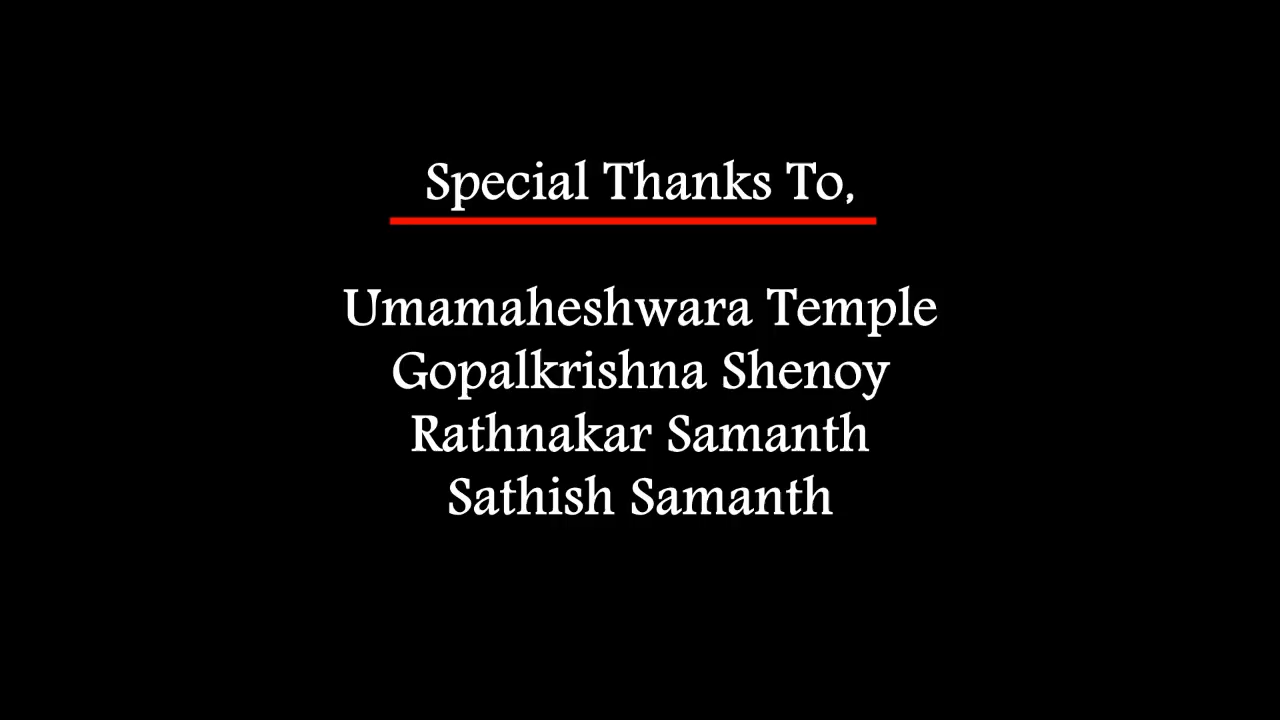 Special Thanks To,
Umamaheshwara Temple
Gopalkrishna Shenoy
Rathnakar Samanth
Sathish Samanth